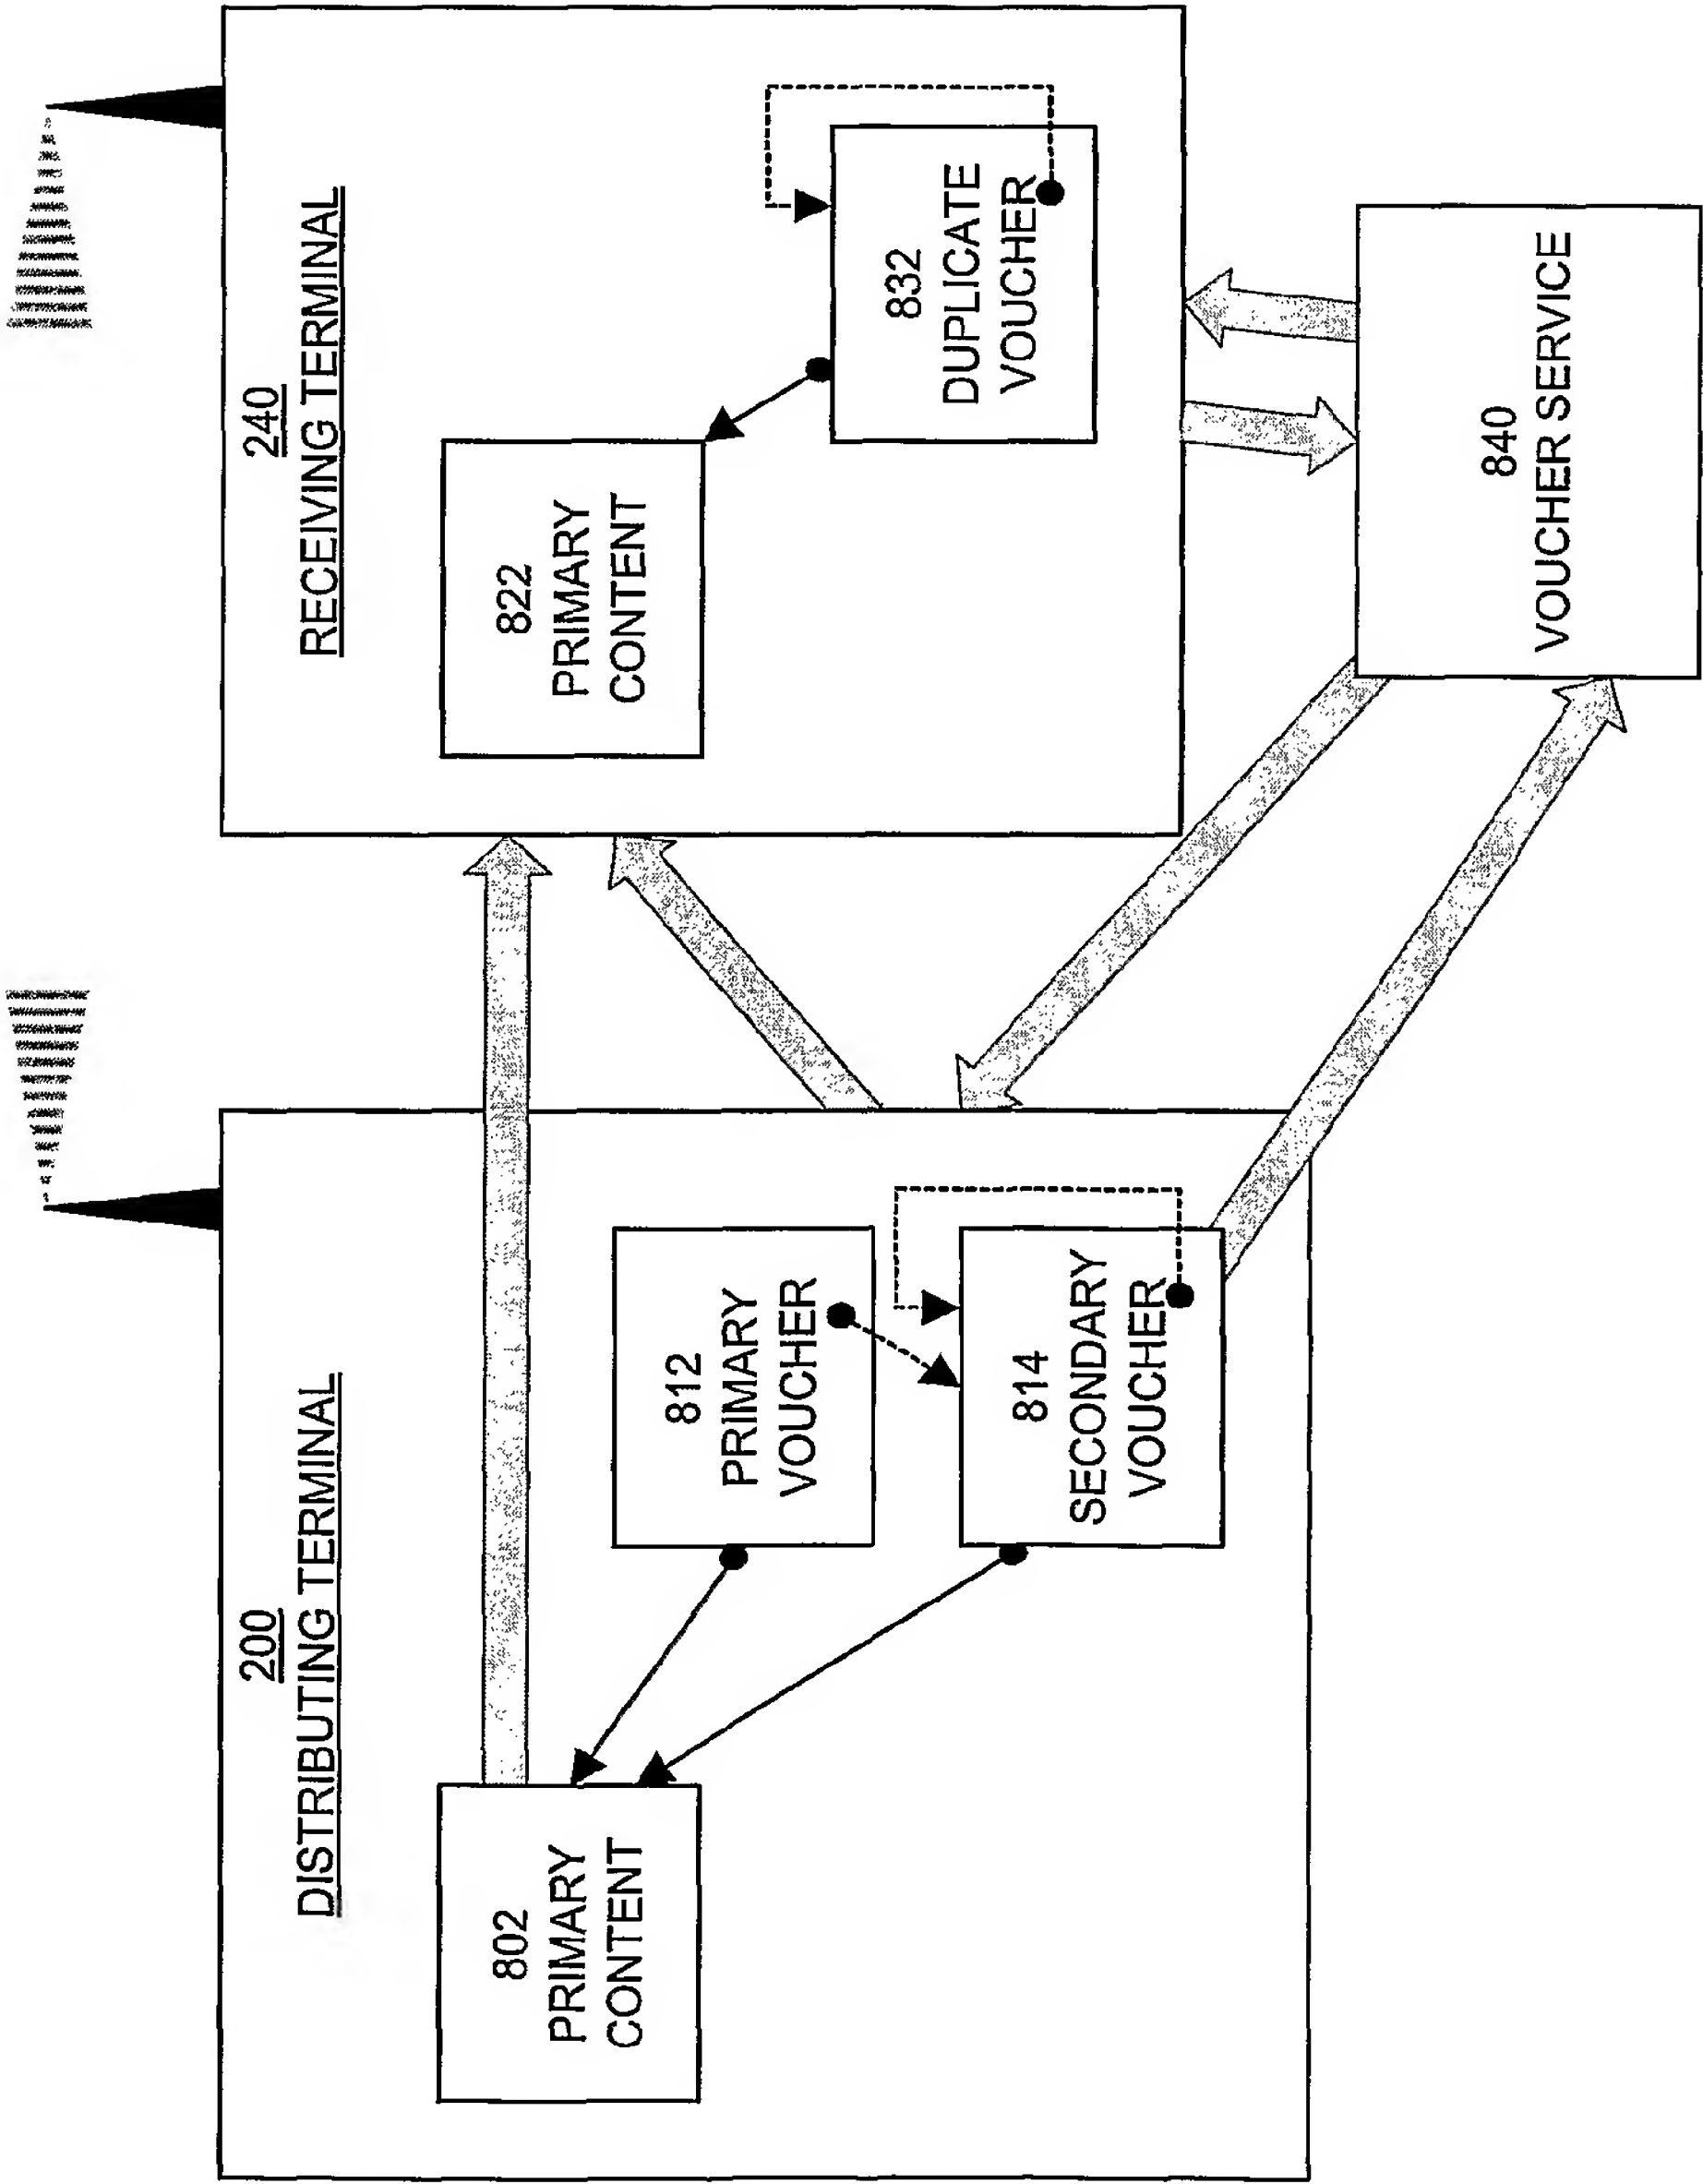 200
DISTRIBUTING TERMINAL
802
PRIMARY
CONTENT
812
PRIMARY
VOUCHER
814
SECONDARY
VOUCHER
240
RECEIVING TERMINAL
822
PRIMARY
CONTENT
832
DUPLICATE
VOUCHER
840
VOUCHER SERVICE